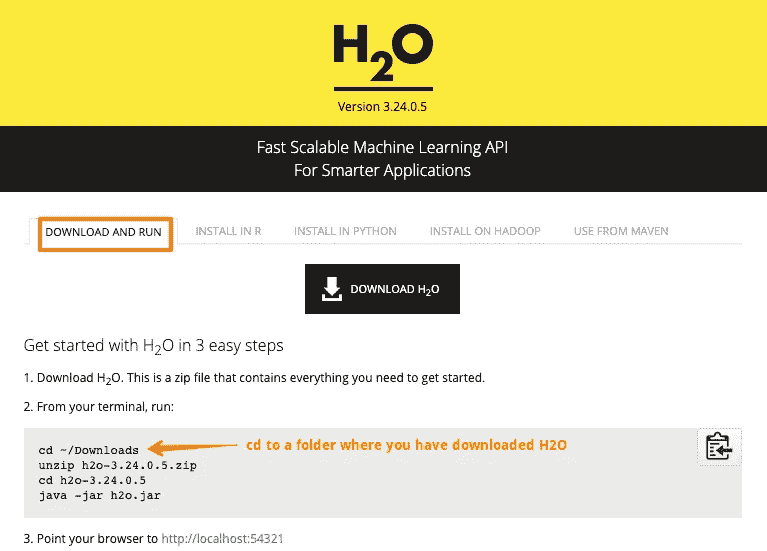 H2O
Version 3.24.0.5
Fast Scalable Machine Learning API
For Smarter Applications
DOWNLOAD AND RUN
INSTALL IN R
INSTALL IN PYTHON
INSTALL ON HADOOP
USE FROM MAVEN
DOWNLOAD H2O
Get started with H2O in 3 easy steps
1. Download H2O. This is a zip file that contains everything you need to get started.
2. From your terminal, run:
cd ~/Downloads
cd to a folder where you have downloaded H2O
unzip h2o-3.24.0.5.zip
cd h2o-3.24.0.5
java -jar h2o.jar
3. Point your browser to http://localhost:54321